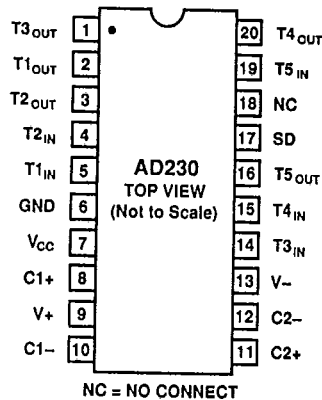 T3OUT 1 20 T4OUT
T1OUT 2 19 T5IN
T2OUT 3 18 NC
T2IN 4 17 SD
T1IN 5 16 T5OUT
GND 6 15 T4IN
VCC 7 14 T3IN
C1+ 8 13 V–
V+ 9 12 C2–
C1– 10 11 C2+
AD230
TOP VIEW
(Not to Scale)
NC = NO CONNECT